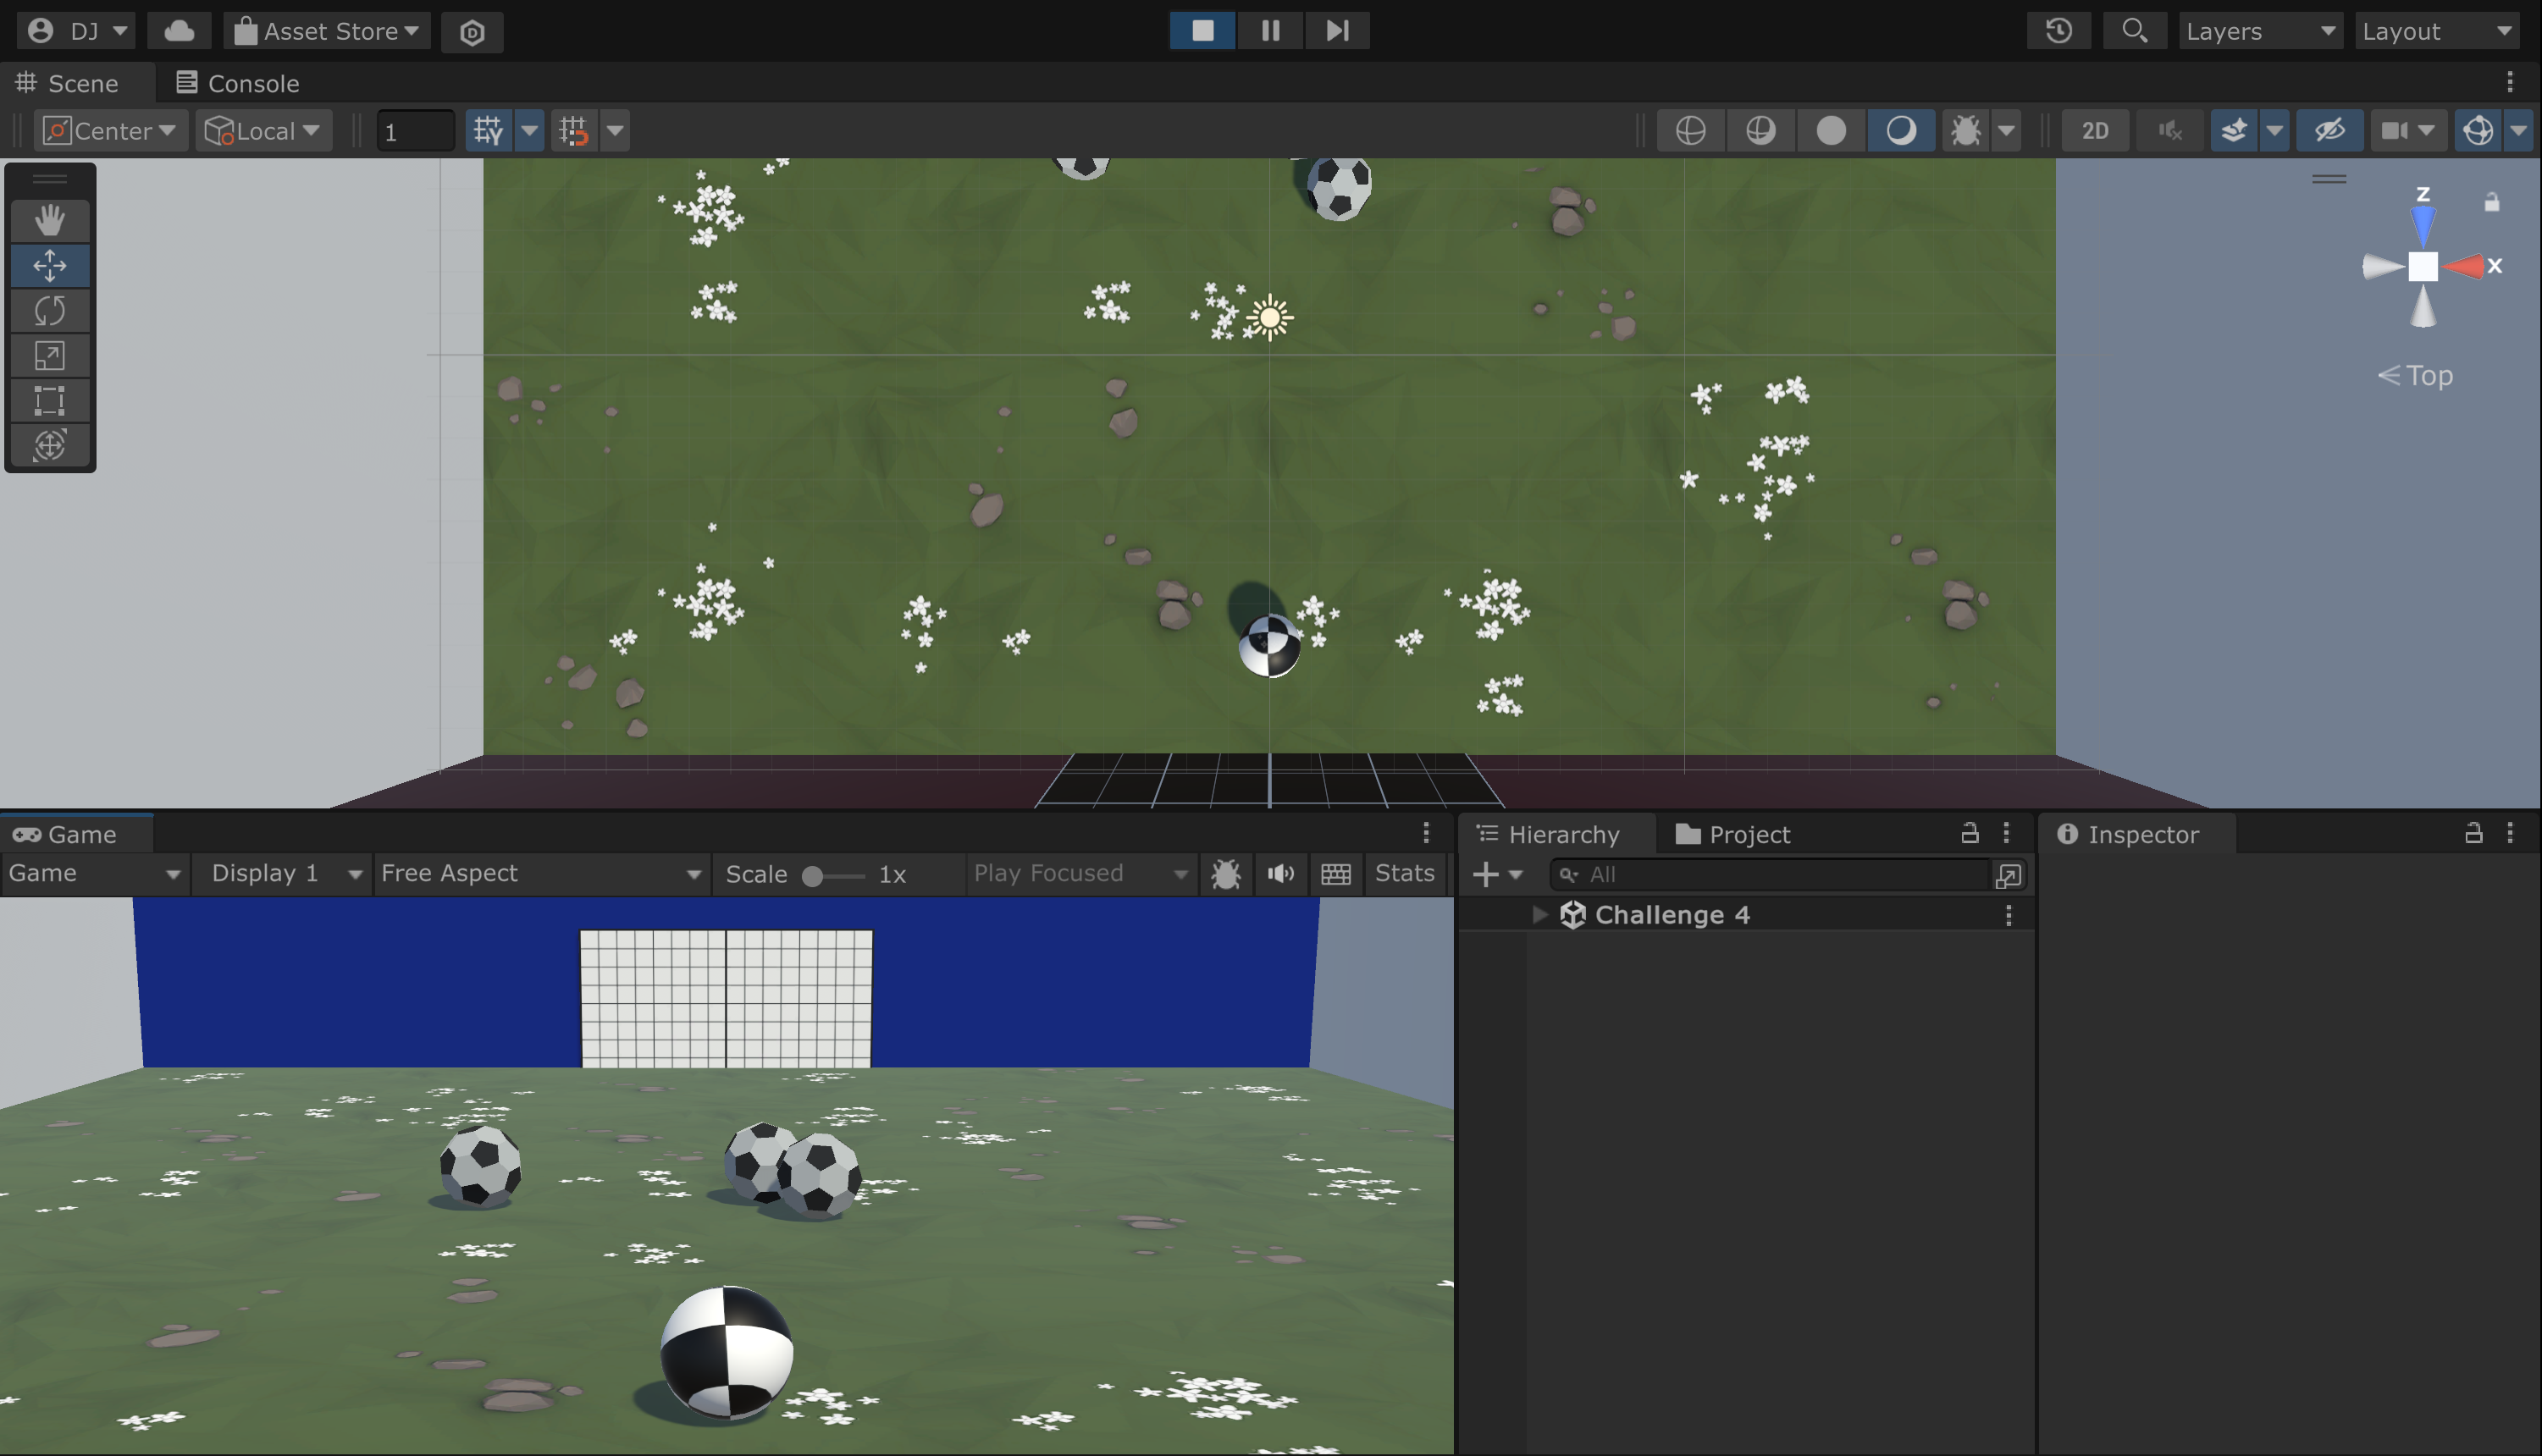 DJ Asset Store Layers Layout
Scene Console
Center Local 1 2D
z
x
Top
Game Hierarchy Project Inspector
Game Display 1 Free Aspect Scale 1x Play Focused Stats All
Challenge 4